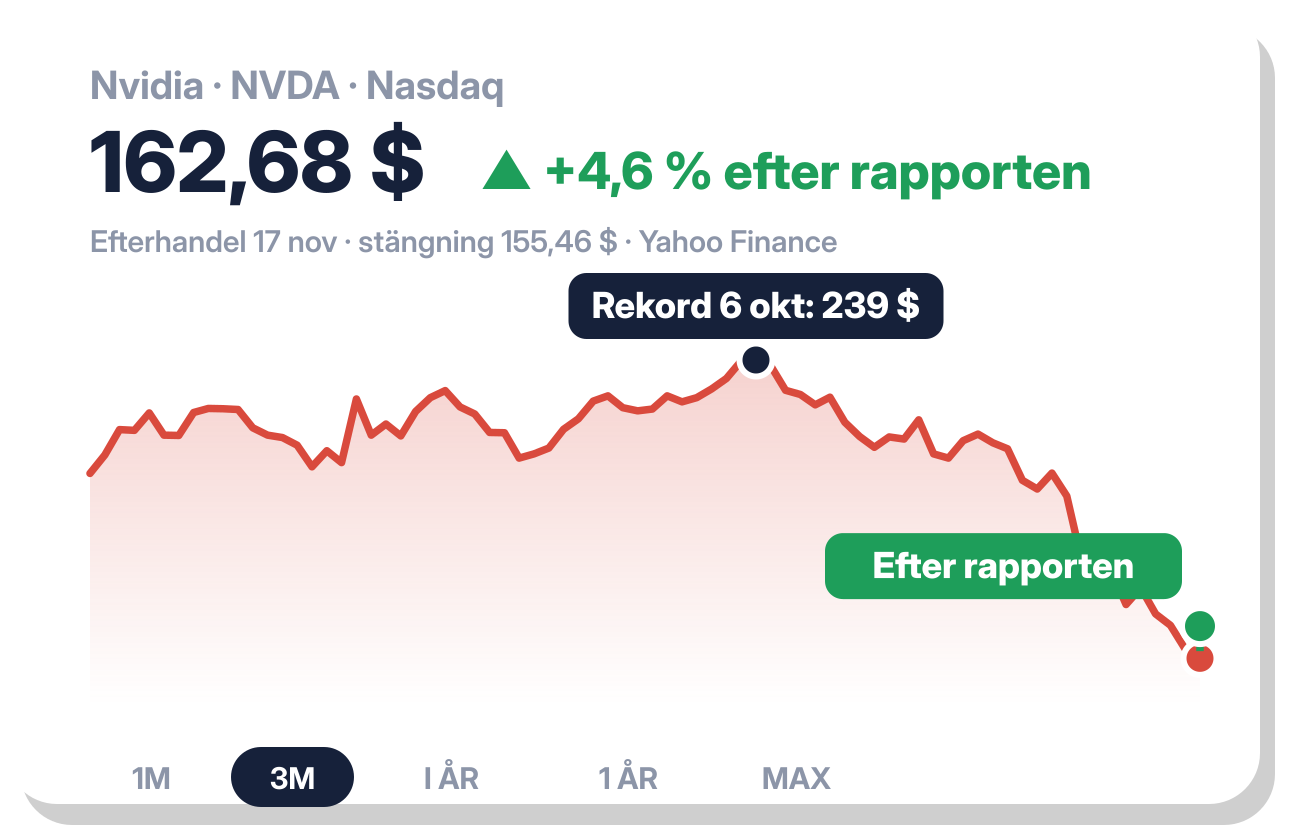 Nvidia · NVDA · Nasdaq
162,68 $ ▲ +4,6 % efter rapporten
Efterhandel 17 nov · stängning 155,46 $ · Yahoo Finance
Rekord 6 okt: 239 $
Efter rapporten
1M 3M I ÅR 1 ÅR MAX